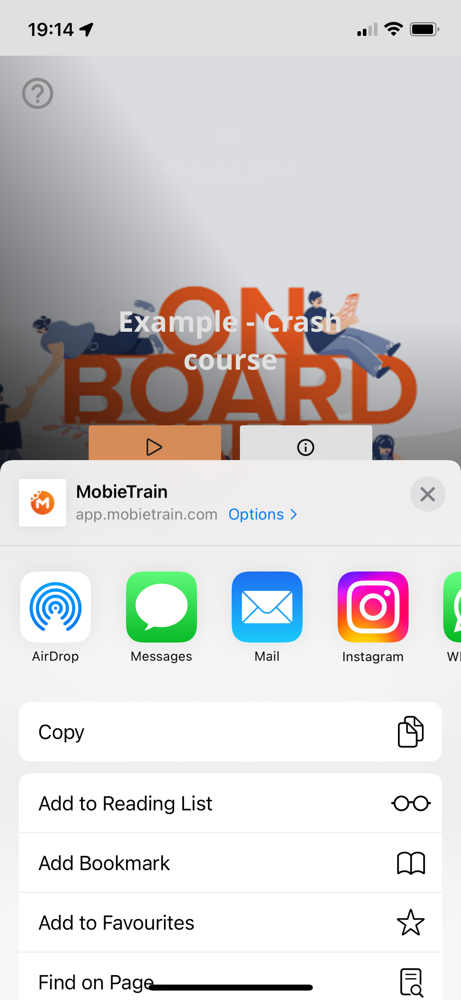 19:14
COLUMBUS GROUP
ON
BOARD
Example - Crash
course
MobieTrain
app.mobietrain.com Options
AirDrop
Messages
Mail
Instagram
Copy
Add to Reading List
Add Bookmark
Add to Favourites
Find on Page